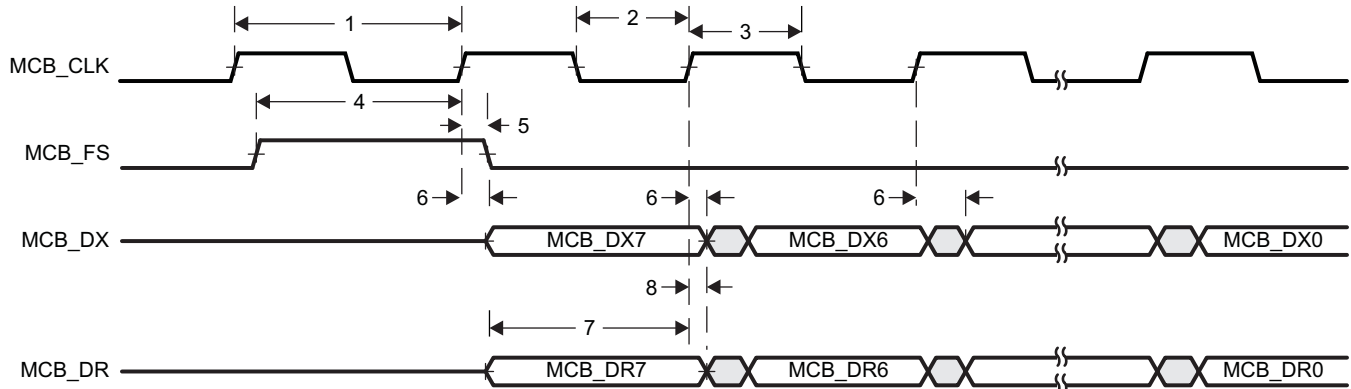 1
2
3
MCB_CLK
4
5
MCB_FS
6
6
6
MCB_DX
MCB_DX7
MCB_DX6
MCB_DX0
8
7
MCB_DR
MCB_DR7
MCB_DR6
MCB_DR0